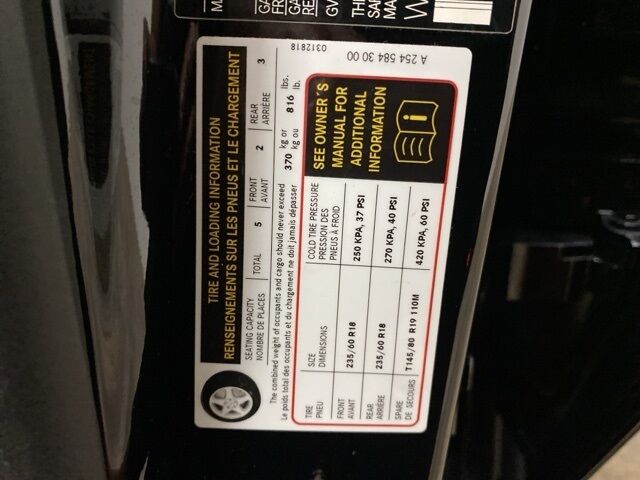 TIRE AND LOADING INFORMATION
RENSEIGNEMENTS SUR LES PNEUS ET LE CHARGEMENT
SEATING CAPACITY
NOMBRE DE PLACES
TOTAL 5
FRONT
AVANT
2
REAR
ARRIÈRE
3
The combined weight of occupants and cargo should never exceed
Le poids total des occupants et du chargement ne doit jamais dépasser
370 kg or
kg ou
816 lbs.
lb.
TIRE
PNEU
SIZE
DIMENSIONS
COLD TIRE PRESSURE
PRESSION DES
PNEUS À FROID
FRONT
AVANT
235/60 R18
250 KPA, 37 PSI
REAR
ARRIÈRE
235/60 R18
270 KPA, 40 PSI
SPARE
DE SECOURS
T145/80 R19 110M
420 KPA, 60 PSI
SEE OWNER'S
MANUAL FOR
ADDITIONAL
INFORMATION
0312818
A 254 584 30 00
GV